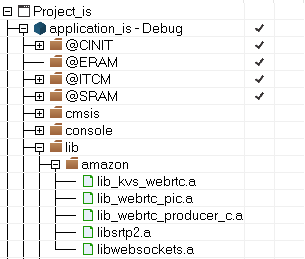 Project_is
application_is - Debug
@CINIT
@ERAM
@ITCM
@SRAM
cmsis
console
lib
amazon
lib_kvs_webrtc.a
lib_webrtc_pic.a
lib_webrtc_producer_c.a
libsrtp2.a
libwebsockets.a